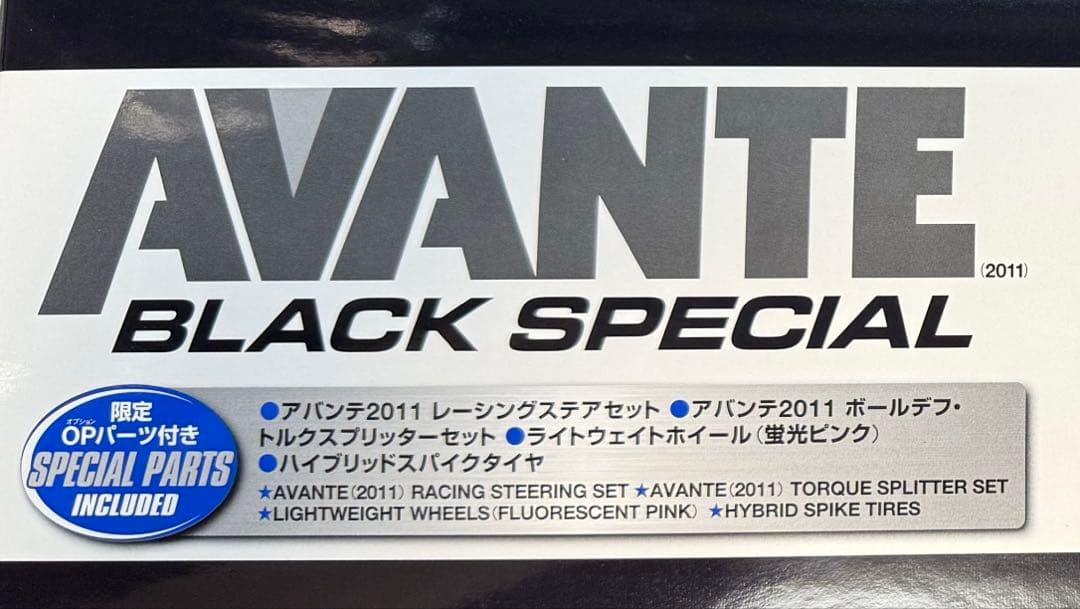 AVANTE
(2011)
BLACK SPECIAL
限定
オプション
OPパーツ付き
SPECIAL PARTS
INCLUDED
●アバンテ2011 レーシングステアセット ●アバンテ2011 ボールデフ・
トルクスプリッターセット ●ライトウェイトホイール(蛍光ピンク)
●ハイブリッドスパイクタイヤ
★AVANTE(2011) RACING STEERING SET ★AVANTE(2011) TORQUE SPLITTER SET
★LIGHTWEIGHT WHEELS(FLUORESCENT PINK) ★HYBRID SPIKE TIRES